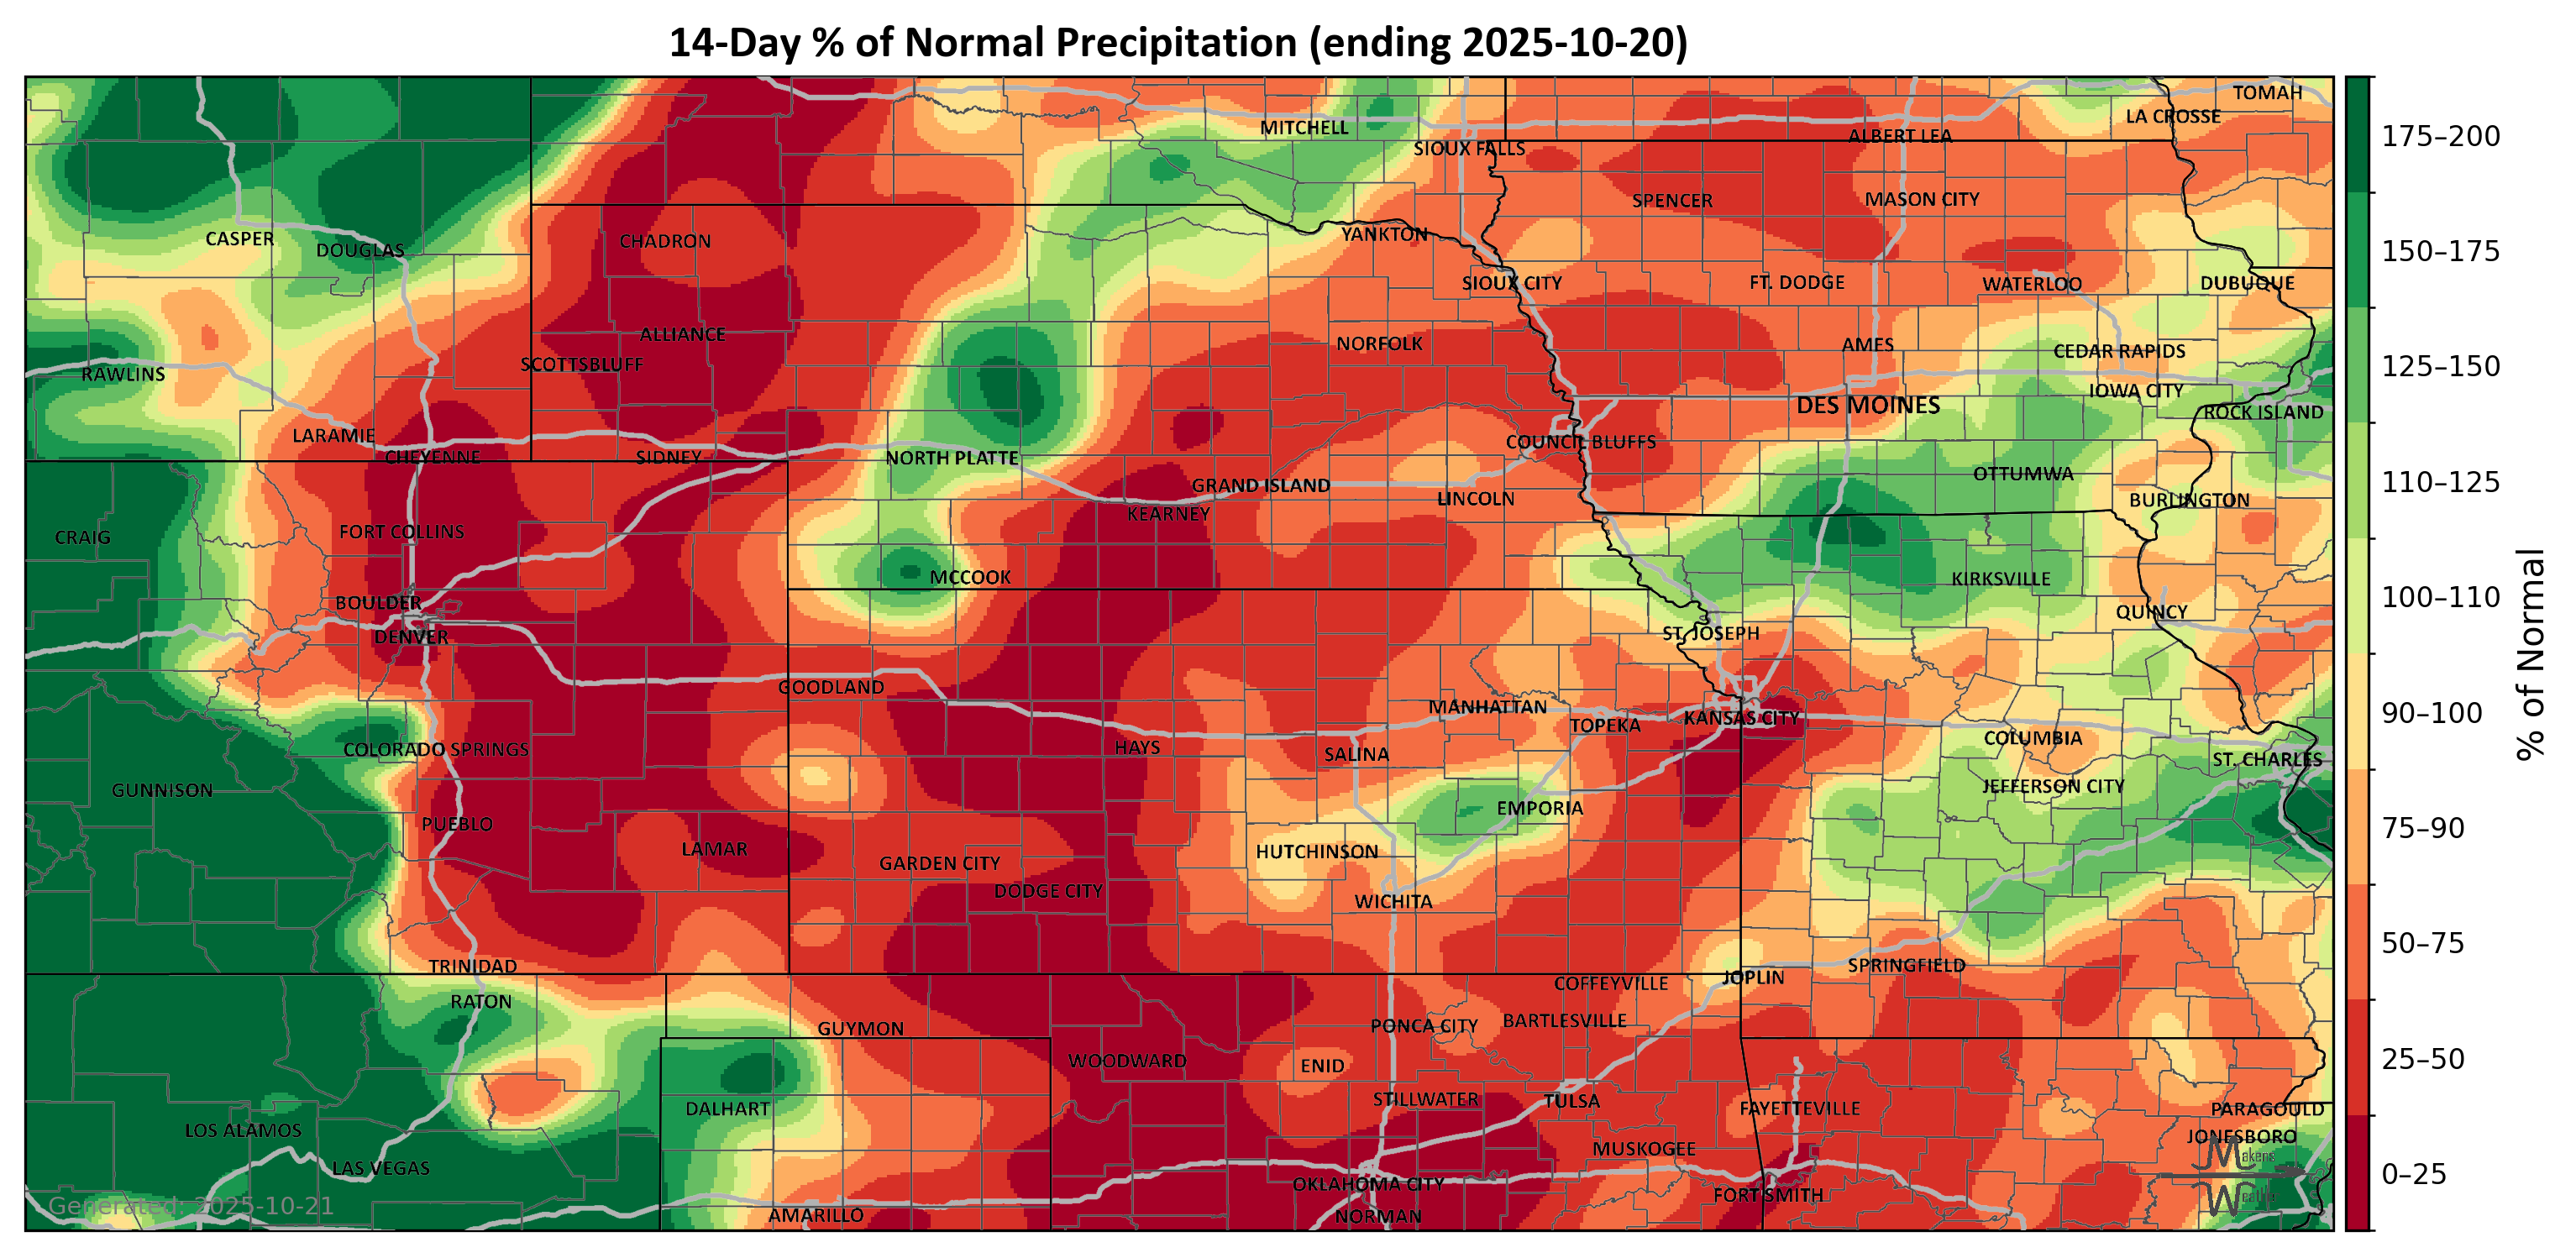 14-Day % of Normal Precipitation (ending 2025-10-20)
TOMAH
LA CROSSE
MITCHELL
ALBERT LEA
SIOUX FALLS
SPENCER
MASON CITY
CASPER
DOUGLAS
CHADRON
YANKTON
SIOUX CITY
FT. DODGE
WATERLOO
DUBUQUE
ALLIANCE
NORFOLK
AMES
CEDAR RAPIDS
SCOTTSBLUFF
RAWLINS
IOWA CITY
DES MOINES
ROCK ISLAND
LARAMIE
COUNCIL BLUFFS
CHEYENNE
SIDNEY
NORTH PLATTE
OTTUMWA
GRAND ISLAND
LINCOLN
BURLINGTON
KEARNEY
CRAIG
FORT COLLINS
MCCOOK
KIRKSVILLE
BOULDER
QUINCY
DENVER
ST. JOSEPH
GOODLAND
MANHATTAN
TOPEKA
KANSAS CITY
COLUMBIA
COLORADO SPRINGS
HAYS
SALINA
ST. CHARLES
GUNNISON
JEFFERSON CITY
EMPORIA
PUEBLO
LAMAR
HUTCHINSON
GARDEN CITY
DODGE CITY
WICHITA
TRINIDAD
SPRINGFIELD
JOPLIN
COFFEYVILLE
RATON
GUYMON
PONCA CITY
BARTLESVILLE
WOODWARD
ENID
DALHART
STILLWATER
TULSA
FAYETTEVILLE
PARAGOULD
LOS ALAMOS
JONESBORO
MUSKOGEE
Makens
LAS VEGAS
OKLAHOMA CITY
FORT SMITH
Generated: 2025-10-21
AMARILLO
NORMAN
175–200
150–175
125–150
110–125
100–110
90–100
75–90
50–75
25–50
0–25
% of Normal